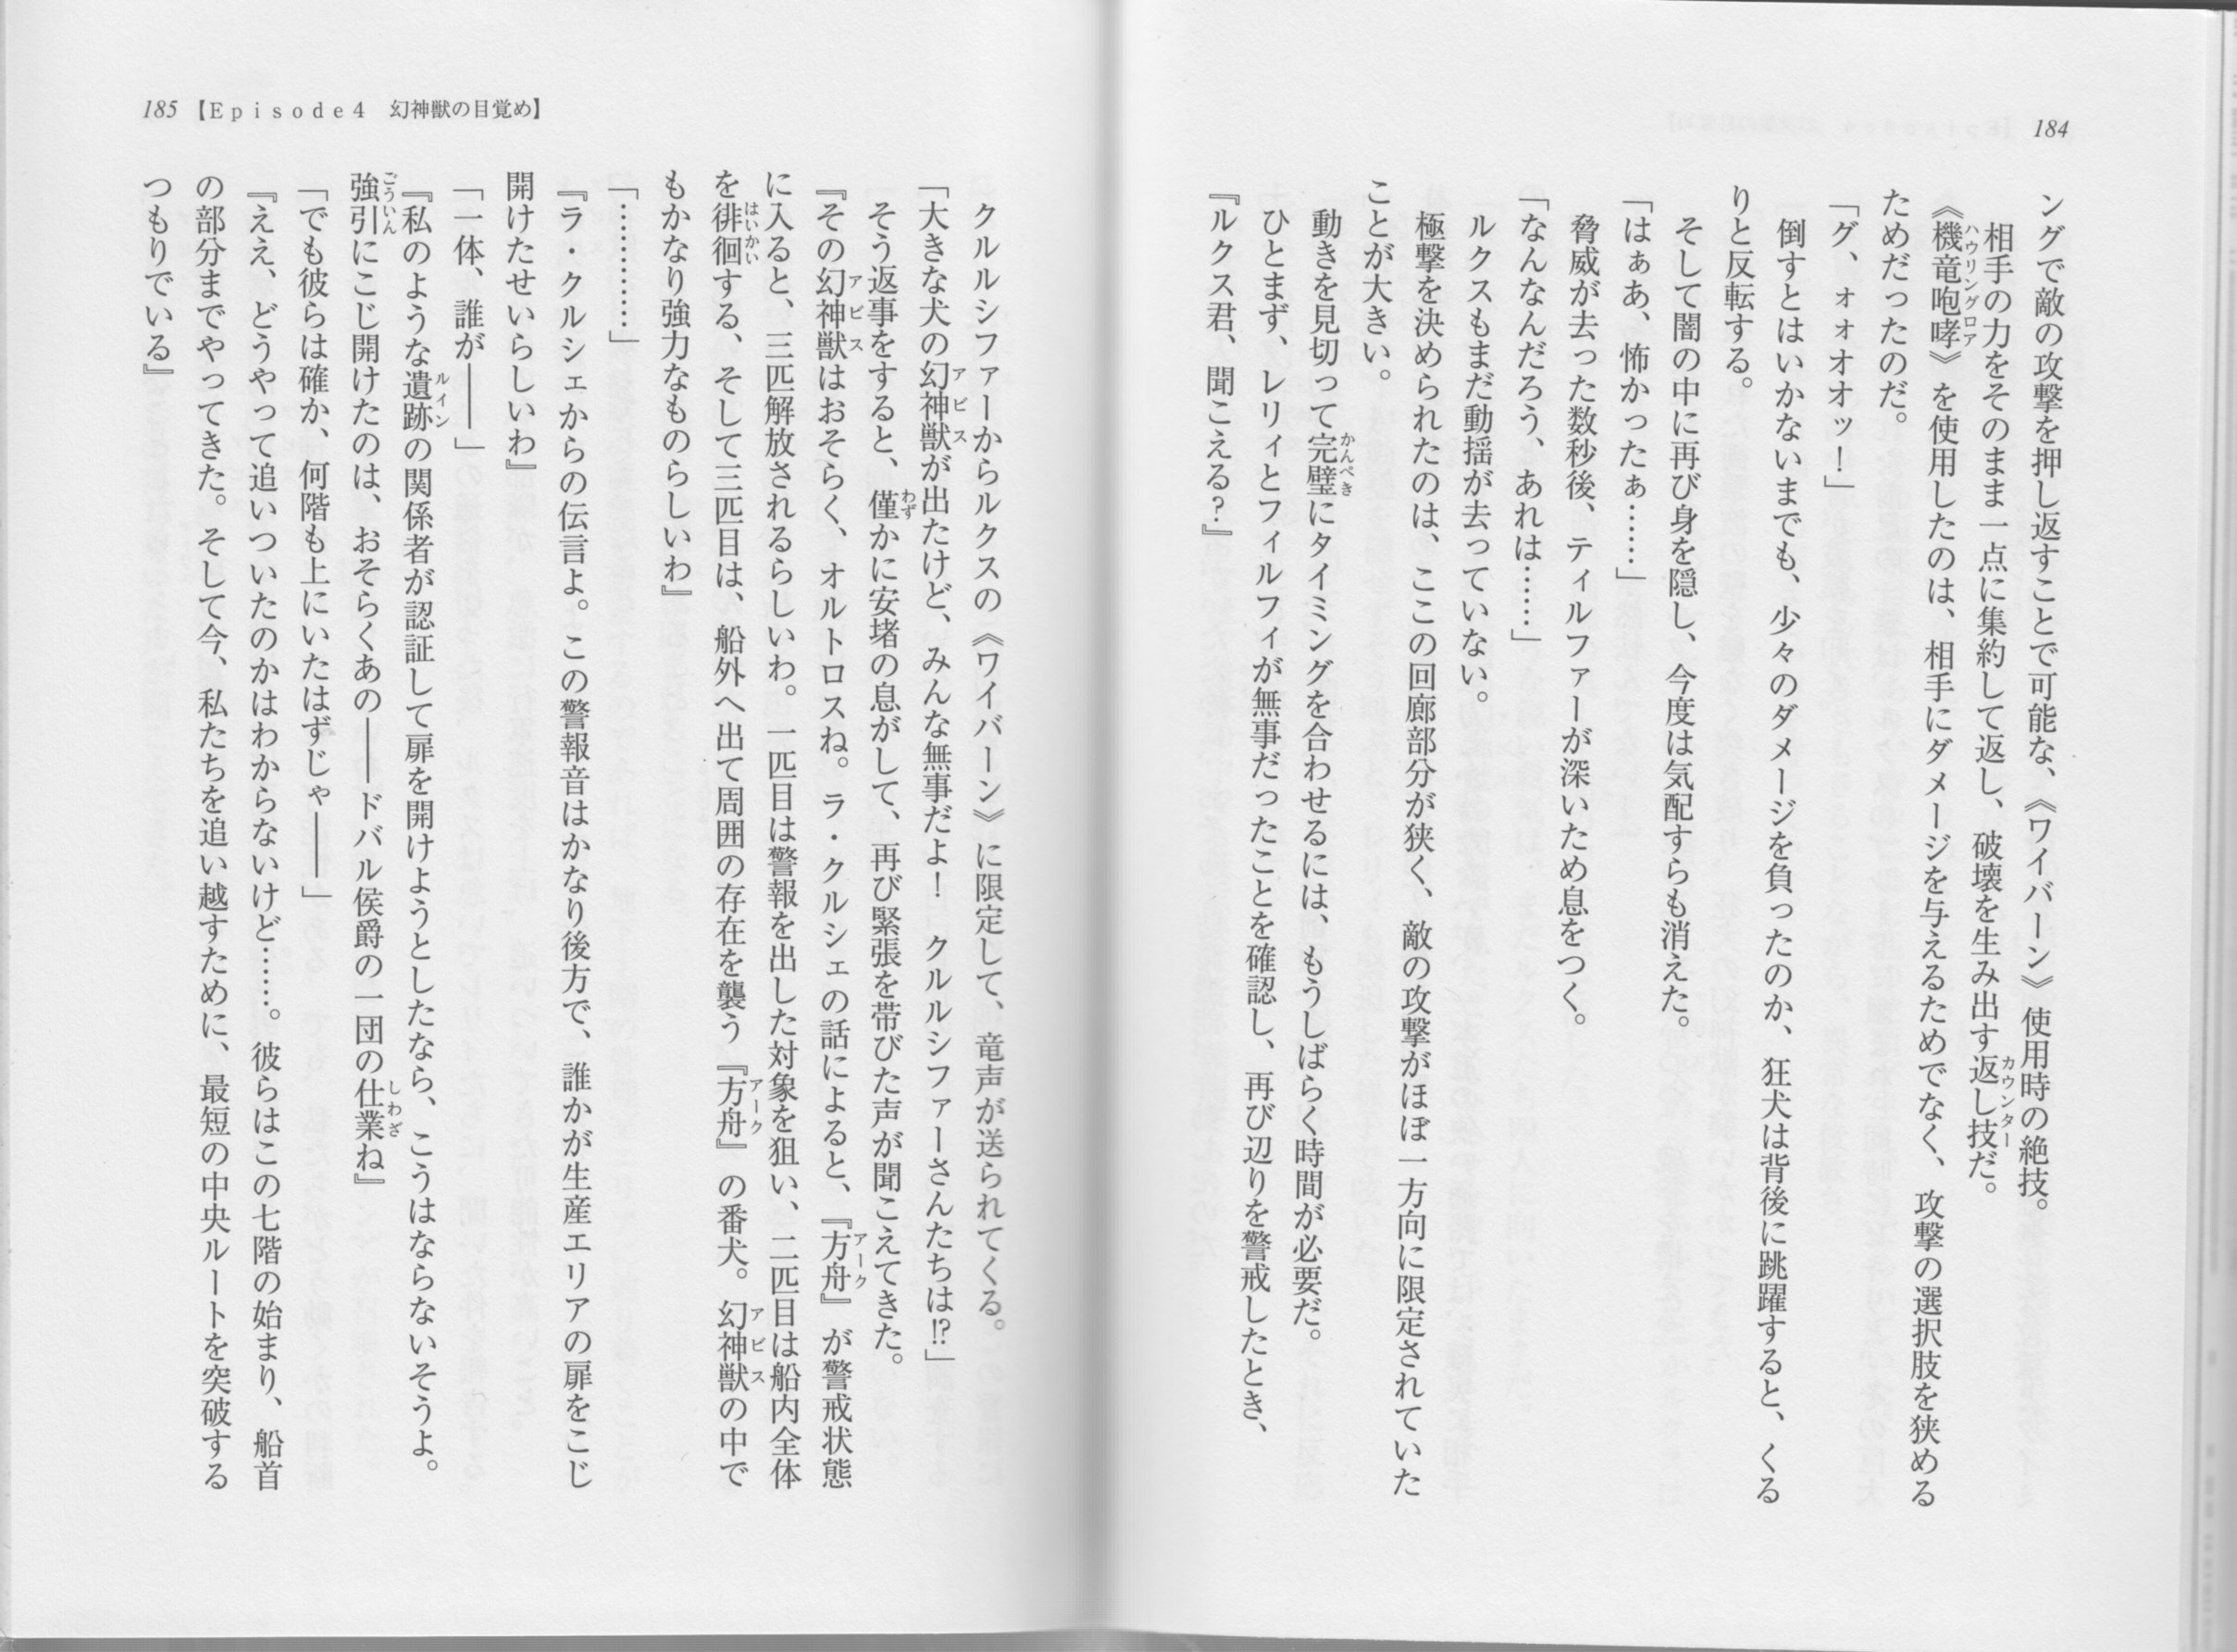 184
ングで敵の攻撃を押し返すことで可能な、《ワイバーン》使用時の絶技。
相手の力をそのまま一点に集約して返し、破壊を生み出す返し技だ。
《機竜咆哮》を使用したのは、相手にダメージを与えるためでなく、攻撃の選択肢を狭める
ためだったのだ。
「グ、ォォオオッ！」
倒すとはいかないまでも、少々のダメージを負ったのか、狂犬は背後に跳躍すると、くる
りと反転する。
そして闇の中に再び身を隠し、今度は気配すらも消えた。
「はぁあ、怖かったぁ……」
脅威が去った数秒後、ティルファーが深いため息をつく。
「なんなんだろう、あれは……」
ルクスもまだ動揺が去っていない。
極撃を決められたのは、ここの回廊部分が狭く、敵の攻撃がほぼ一方向に限定されていた
ことが大きい。
動きを見切って完璧にタイミングを合わせるには、もうしばらく時間が必要だ。
ひとまず、レリィとフィルフィが無事だったことを確認し、再び辺りを警戒したとき、
『ルクス君、聞こえる？』
185【Episode4　幻神獣の目覚め】
クルルシファーからルクスの《ワイバーン》に限定して、竜声が送られてくる。
「大きな犬の幻神獣が出たけど、みんな無事だよ！　クルルシファーさんたちは!?」
そう返事をすると、僅かに安堵の息がして、再び緊張を帯びた声が聞こえてきた。
『その幻神獣はおそらく、オルトロスね。ラ・クルシェの話によると、『方舟』が警戒状態
に入ると、三匹解放されるらしいわ。一匹目は警報を出した対象を狙い、二匹目は船内全体
を徘徊する、そして三匹目は、船外へ出て周囲の存在を襲う『方舟』の番犬。幻神獣の中で
もかなり強力なものらしいわ』
「…………」
『ラ・クルシェからの伝言よ。この警報音はかなり後方で、誰かが生産エリアの扉をこじ
開けたせいらしいわ』
「一体、誰が――」
『私のような遺跡の関係者が認証して扉を開けようとしたなら、こうはならないそうよ。
強引にこじ開けたのは、おそらくあの――ドバル侯爵の一団の仕業ね』
「でも彼らは確か、何階も上にいたはずじゃ――」
『ええ、どうやって追いついたのかはわからないけど……。彼らはこの七階の始まり、船首
の部分までやってきた。そして今、私たちを追い越すために、最短の中央ルートを突破する
つもりでいる』